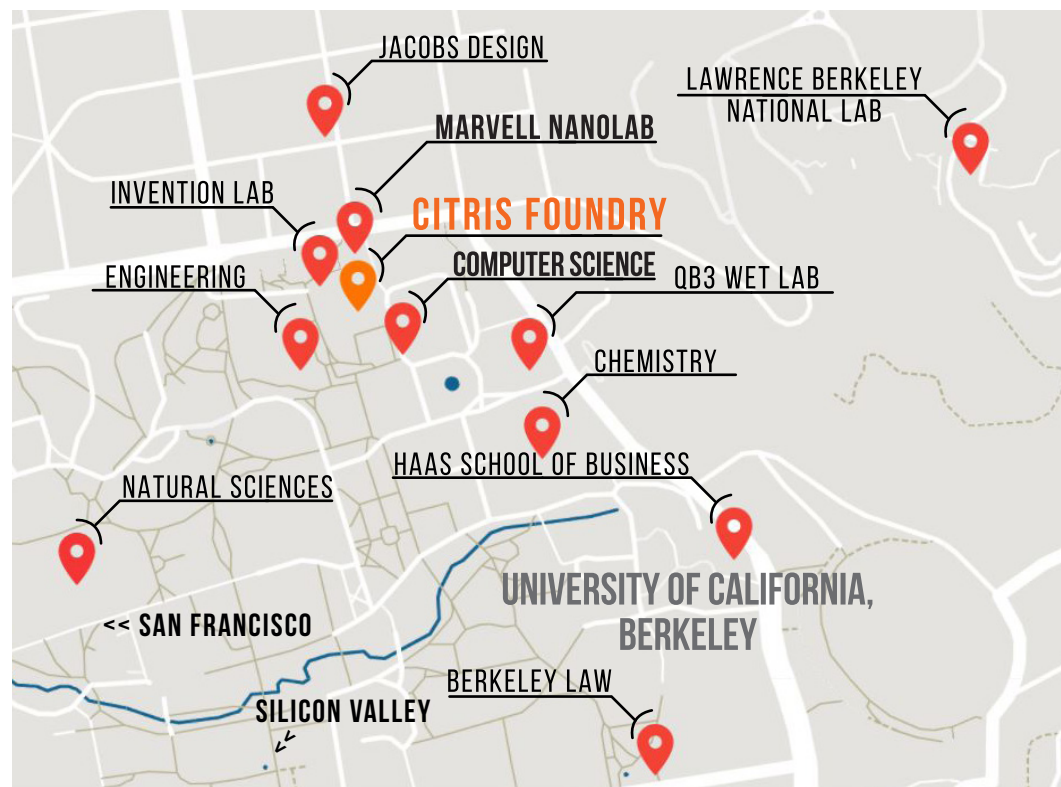 JACOBS DESIGN
LAWRENCE BERKELEY
NATIONAL LAB
MARVELL NANOLAB
INVENTION LAB
CITRIS FOUNDRY
COMPUTER SCIENCE
ENGINEERING
QB3 WET LAB
CHEMISTRY
HAAS SCHOOL OF BUSINESS
NATURAL SCIENCES
UNIVERSITY OF CALIFORNIA,
BERKELEY
<< SAN FRANCISCO
BERKELEY LAW
SILICON VALLEY
<<